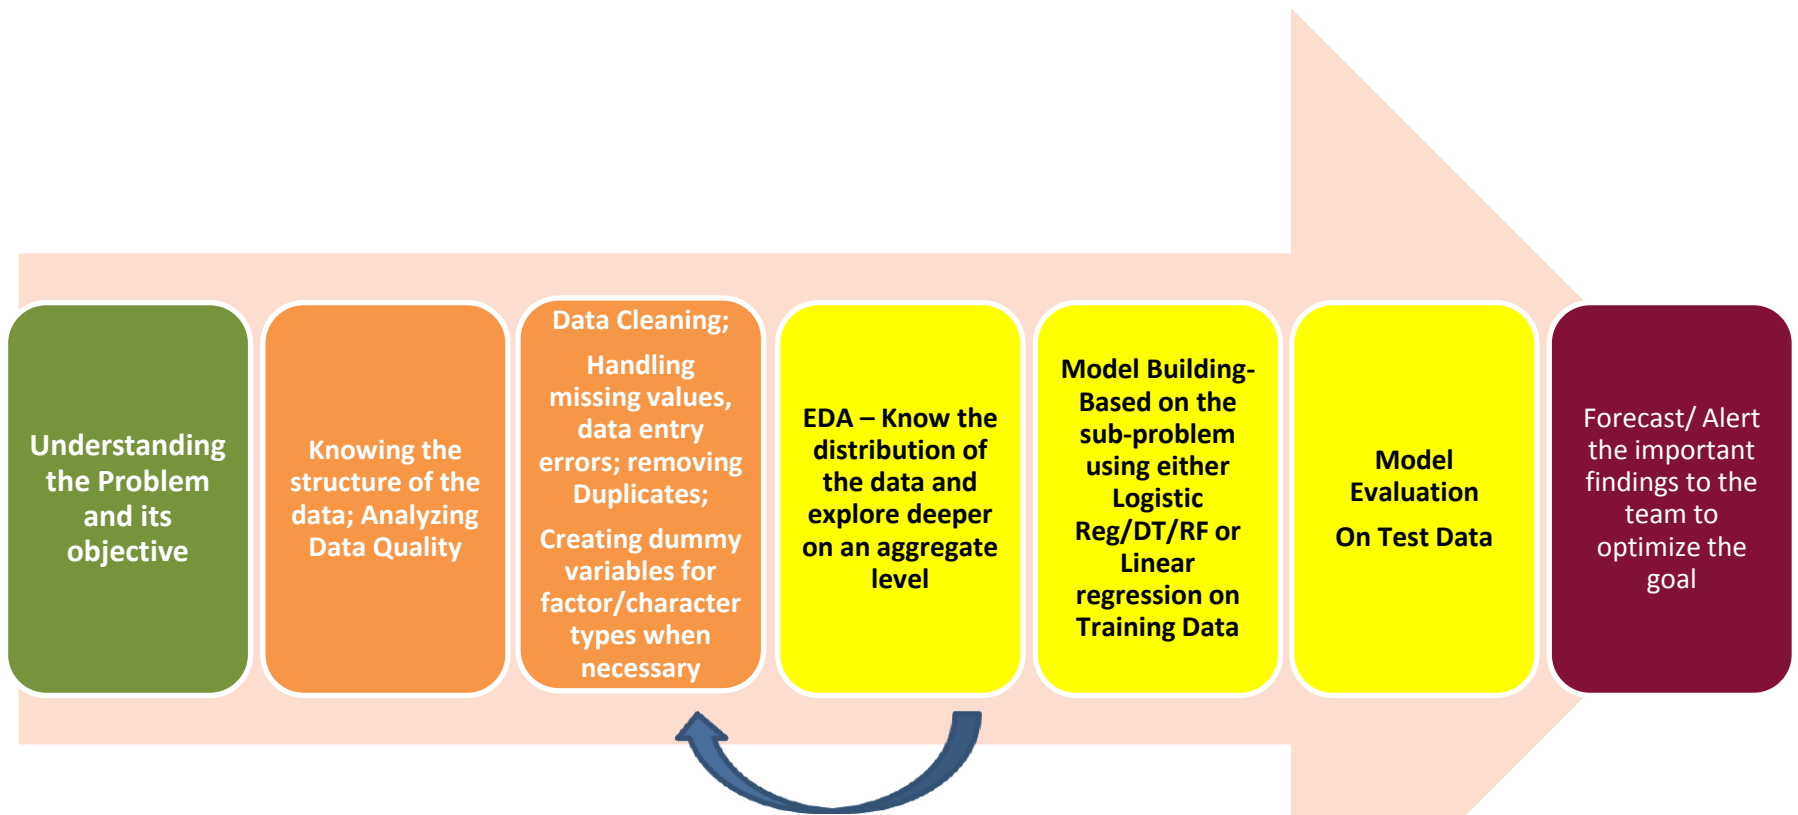 Understanding
the Problem
and its
objective
Knowing the
structure of the
data; Analyzing
Data Quality
Data Cleaning;
Handling
missing values,
data entry
errors; removing
Duplicates;
Creating dummy
variables for
factor/character
types when
necessary
EDA – Know the
distribution of
the data and
explore deeper
on an aggregate
level
Model Building-
Based on the
sub-problem
using either
Logistic
Reg/DT/RF or
Linear
regression on
Training Data
Model
Evaluation
On Test Data
Forecast/ Alert
the important
findings to the
team to
optimize the
goal